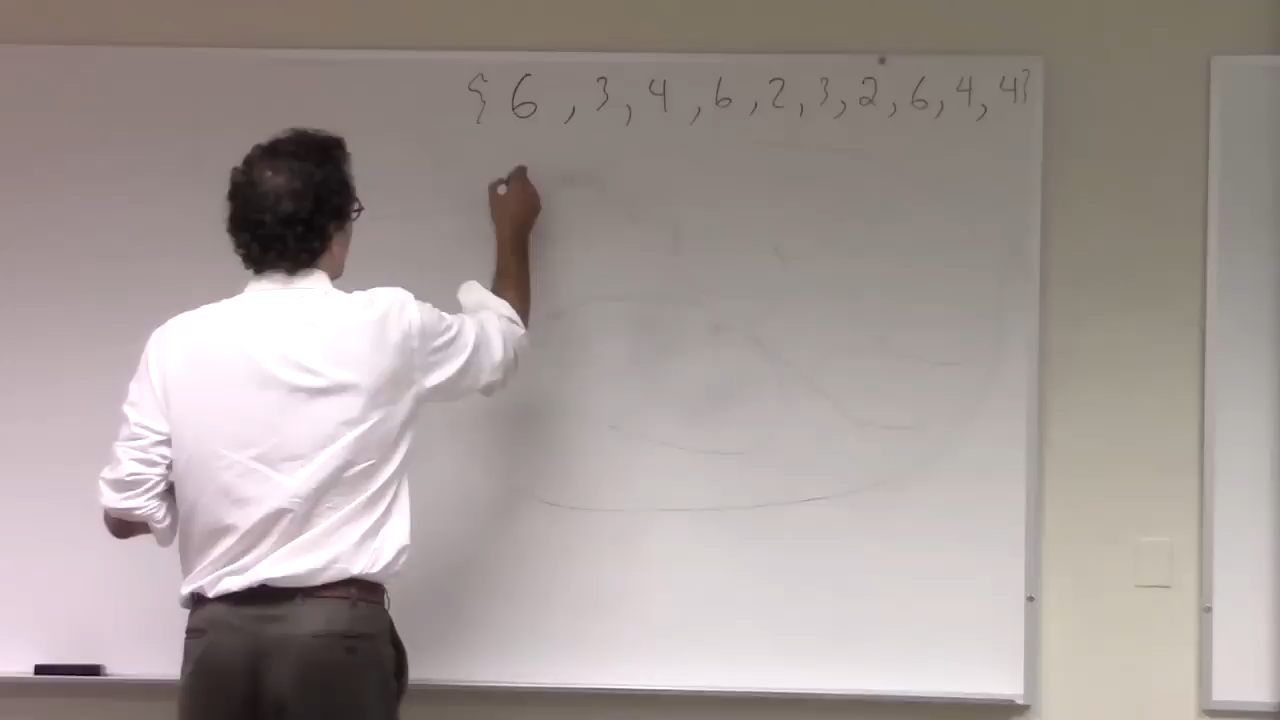 { 6 , 3 , 4 , 6 , 2 , 3 , 2 , 6 , 4 , 4 }